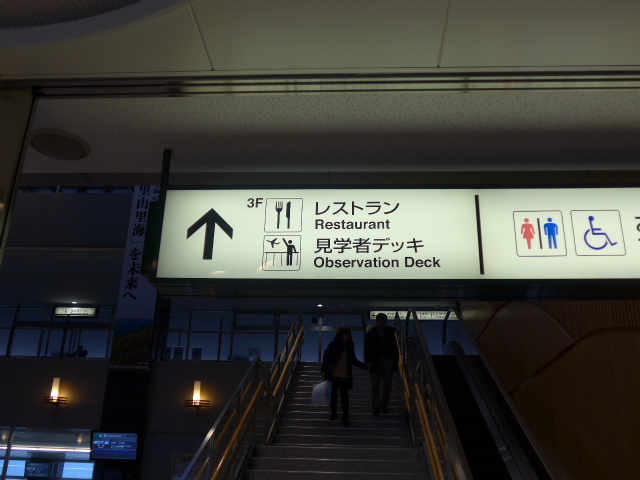 3F
レストラン
Restaurant
見学者デッキ
Observation Deck
里山里海」を未来へ